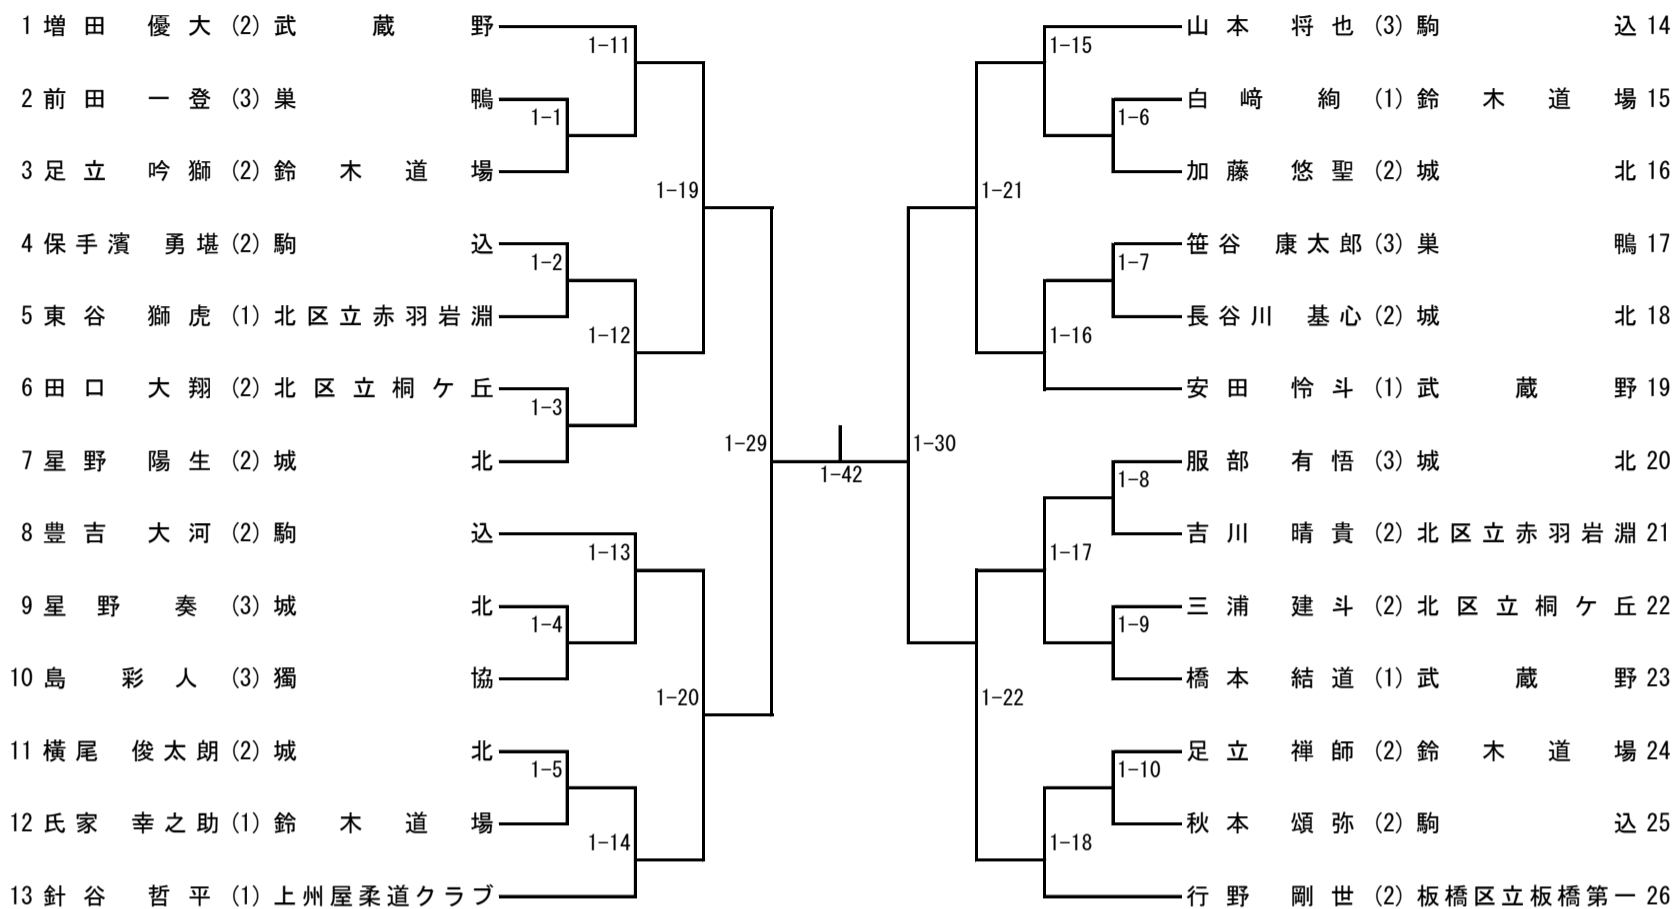 1 増田 優大 (2) 武蔵野
2 前田 一登 (3) 巣鴨
3 足立 吟獅 (2) 鈴木道場
4 保手濱 勇堪 (2) 駒込
5 東谷 獅虎 (1) 北区立赤羽岩淵
6 田口 大翔 (2) 北区立桐ケ丘
7 星野 陽生 (2) 城北
8 豊吉 大河 (2) 駒込
9 星野 奏 (3) 城北
10 島 彩人 (3) 獨協
11 横尾 俊太朗 (2) 城北
12 氏家 幸之助 (1) 鈴木道場
13 針谷 哲平 (1) 上州屋柔道クラブ
1-1
1-2
1-3
1-4
1-5
1-11
1-12
1-13
1-14
1-19
1-20
1-29
1-42
1-30
1-21
1-22
1-15
1-16
1-17
1-18
1-6
1-7
1-8
1-9
1-10
山本 将也 (3) 駒込 14
白﨑 絢 (1) 鈴木道場 15
加藤 悠聖 (2) 城北 16
笹谷 康太郎 (3) 巣鴨 17
長谷川 基心 (2) 城北 18
安田 怜斗 (1) 武蔵野 19
服部 有悟 (3) 城北 20
吉川 晴貴 (2) 北区立赤羽岩淵 21
三浦 建斗 (2) 北区立桐ケ丘 22
橋本 結道 (1) 武蔵野 23
足立 禅師 (2) 鈴木道場 24
秋本 頌弥 (2) 駒込 25
行野 剛世 (2) 板橋区立板橋第一 26